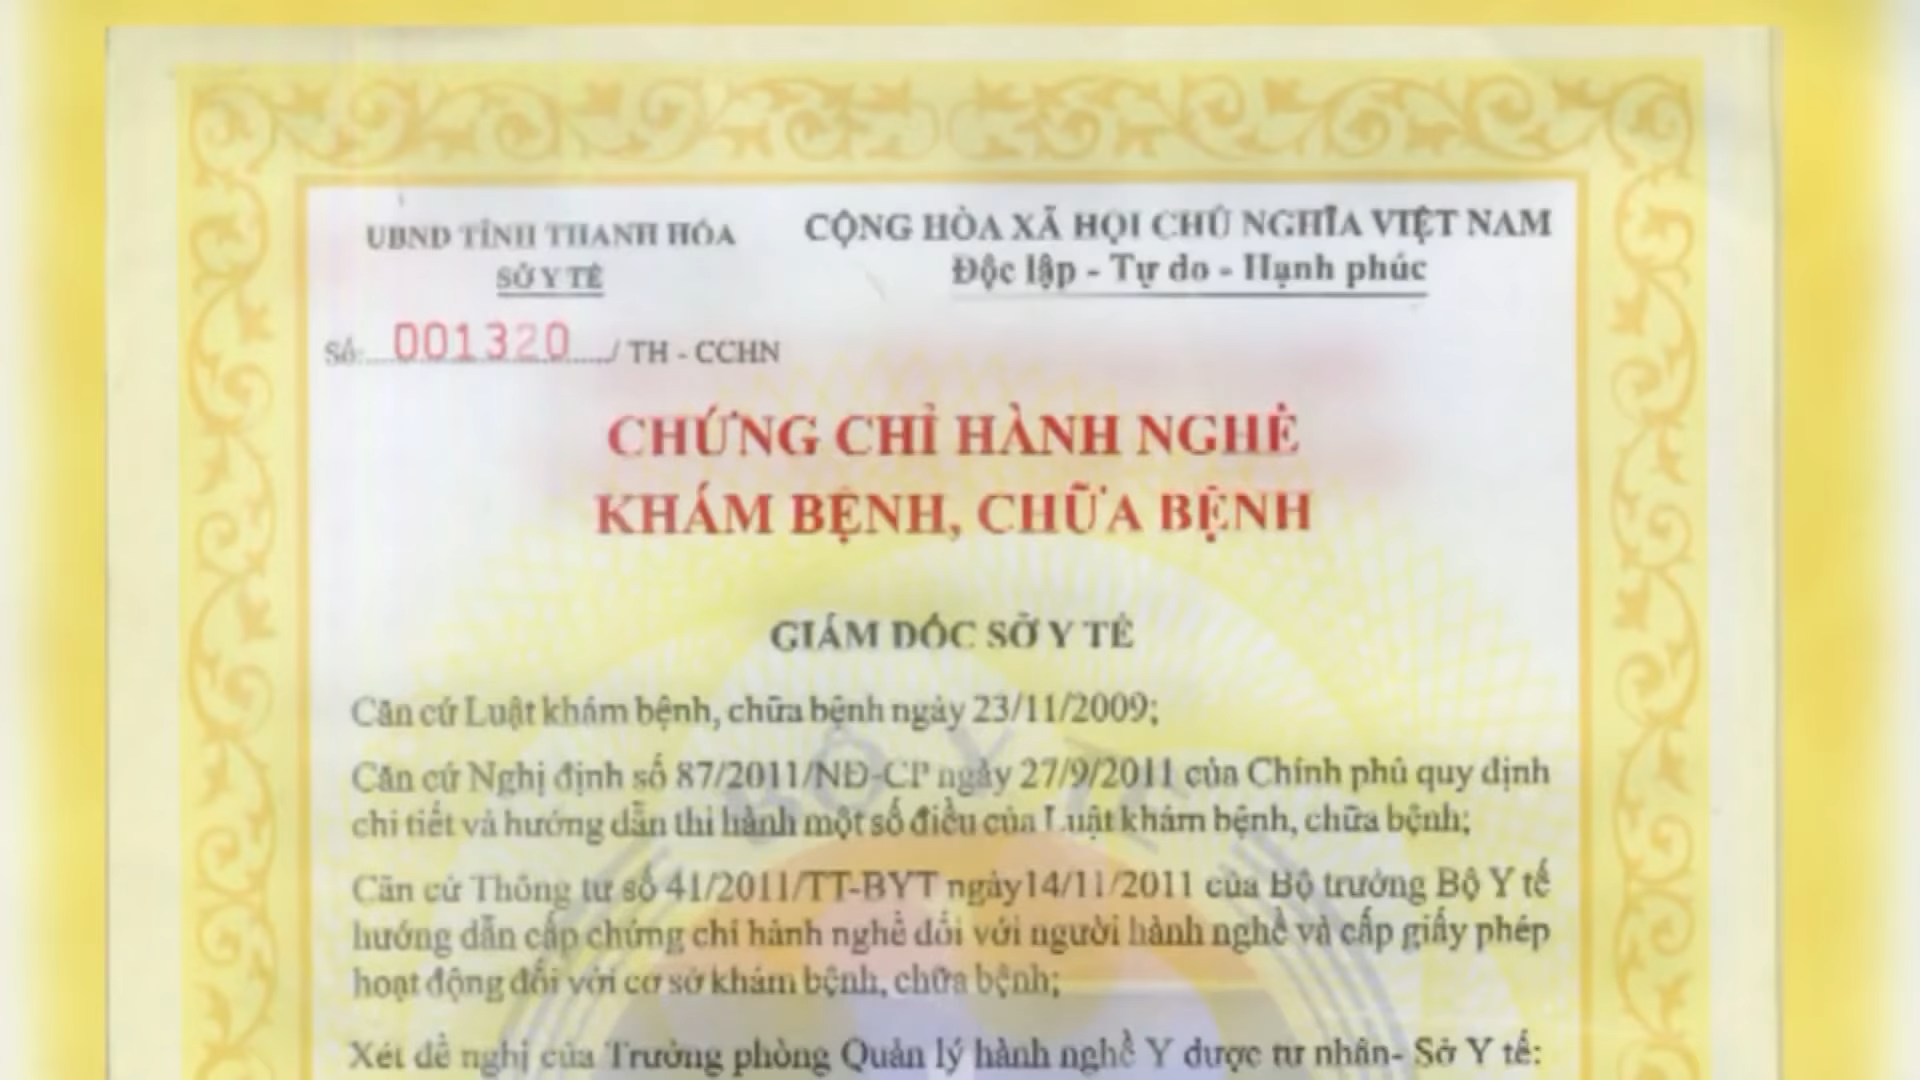 UBND TỈNH THANH HÓA
SỞ Y TẾ
CỘNG HÒA XÃ HỘI CHỦ NGHĨA VIỆT NAM
Độc lập - Tự do - Hạnh phúc
Số: 001320 / TH - CCHN
CHỨNG CHỈ HÀNH NGHỀ
KHÁM BỆNH, CHỮA BỆNH
GIÁM ĐỐC SỞ Y TẾ
Căn cứ Luật khám bệnh, chữa bệnh ngày 23/11/2009;
Căn cứ Nghị định số 87/2011/NĐ-CP ngày 27/9/2011 của Chính phủ quy định
chi tiết và hướng dẫn thi hành một số điều của Luật khám bệnh, chữa bệnh;
Căn cứ Thông tư số 41/2011/TT-BYT ngày14/11/2011 của Bộ trưởng Bộ Y tế
hướng dẫn cấp chứng chỉ hành nghề đối với người hành nghề và cấp giấy phép
hoạt động đối với cơ sở khám bệnh, chữa bệnh;
Xét đề nghị của Trưởng phòng Quản lý hành nghề Y dược tư nhân- Sở Y tế: